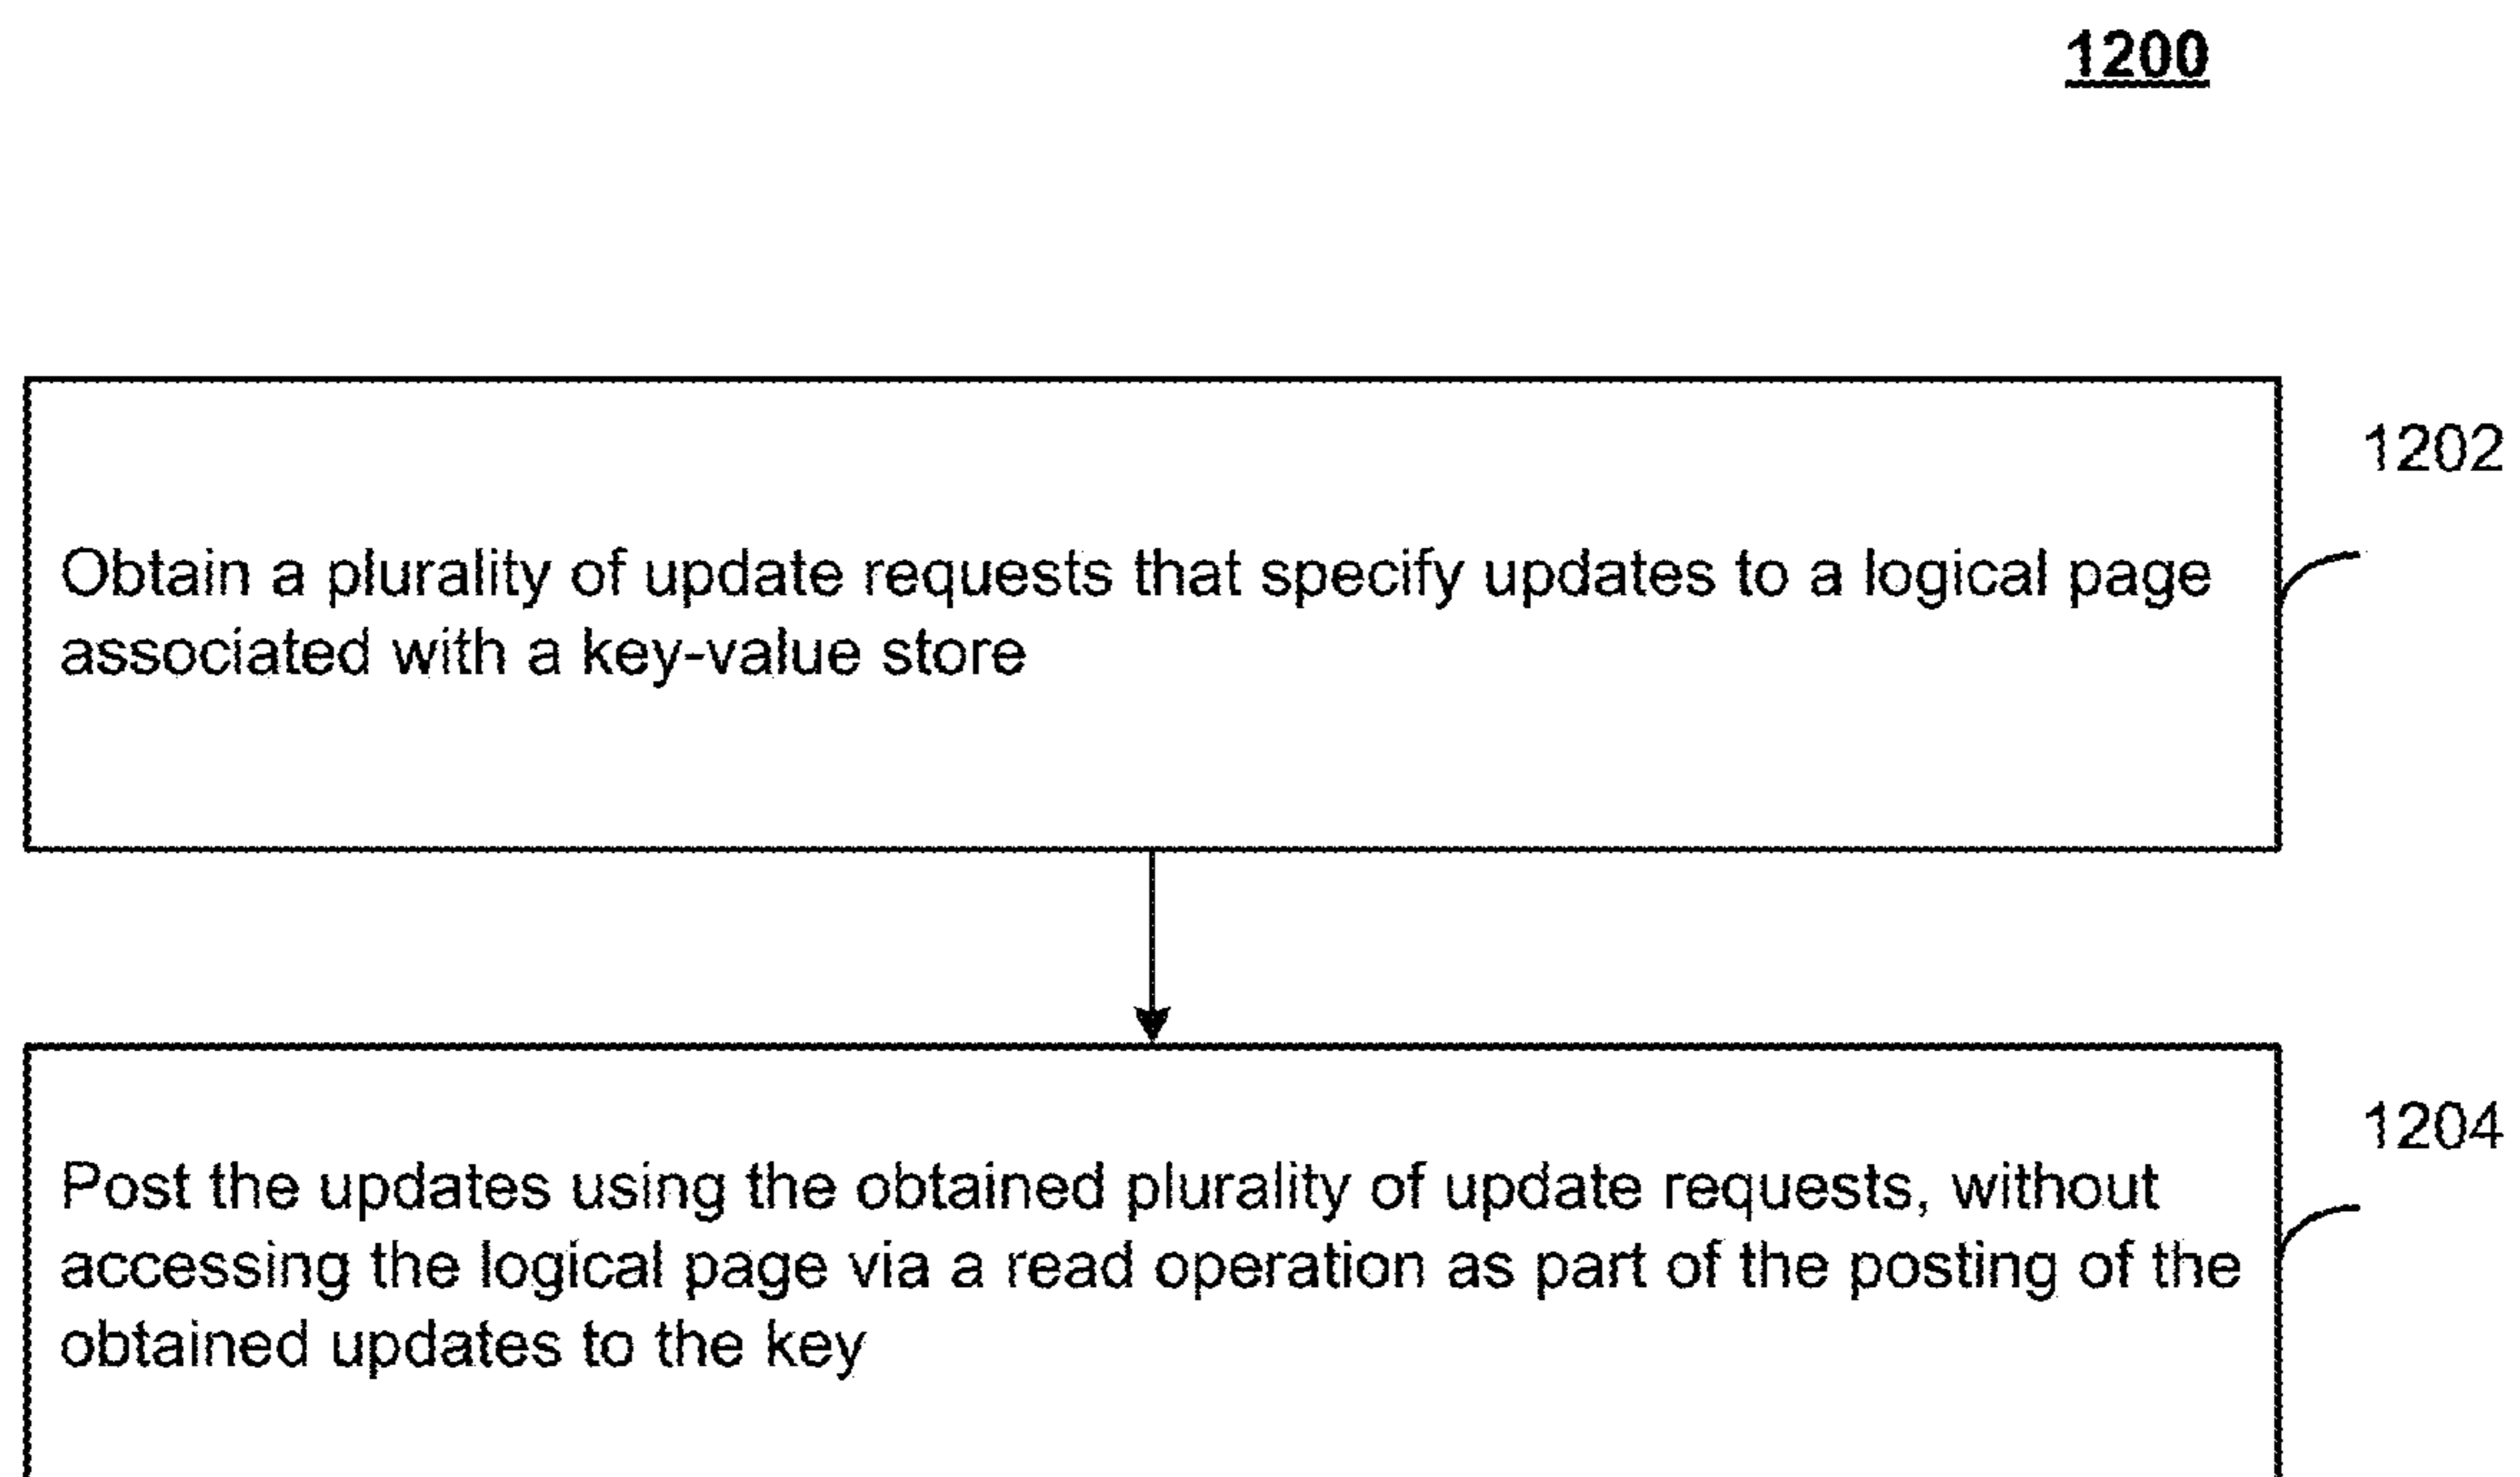 1200
1202
Obtain a plurality of update requests that specify updates to a logical page
associated with a key-value store
1204
Post the updates using the obtained plurality of update requests, without
accessing the logical page via a read operation as part of the posting of the
obtained updates to the key